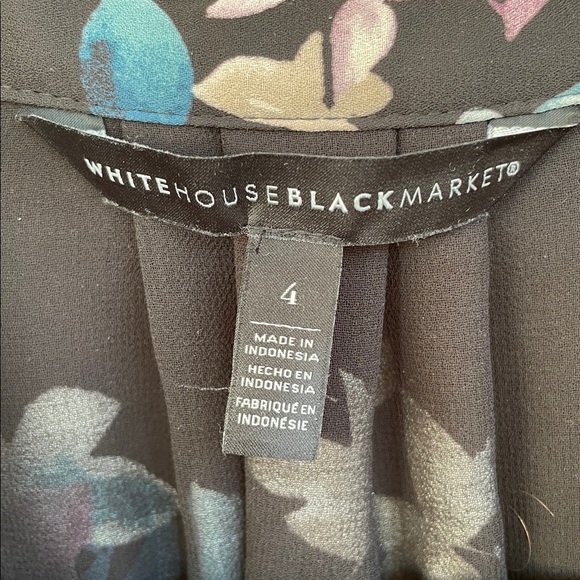 WHITEHOUSEBLACKMARKET®
4
MADE IN
INDONESIA
HECHO EN
INDONESIA
FABRIQUÉ EN
INDONÉSIE